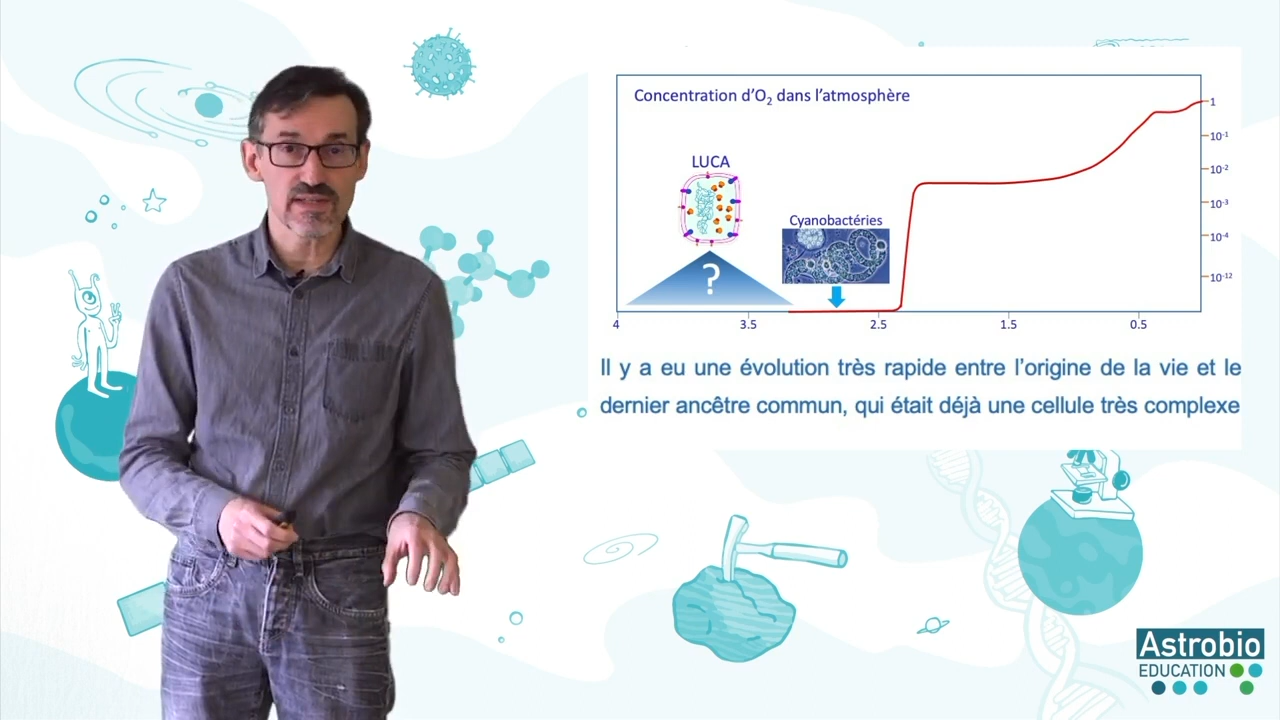 Concentration d'O₂ dans l'atmosphère
LUCA
?
Cyanobactéries
1
10⁻¹
10⁻²
10⁻³
10⁻⁴
10⁻¹²
4
3.5
2.5
1.5
0.5
Il y a eu une évolution très rapide entre l'origine de la vie et le
dernier ancêtre commun, qui était déjà une cellule très complexe
Astrobio
EDUCATION